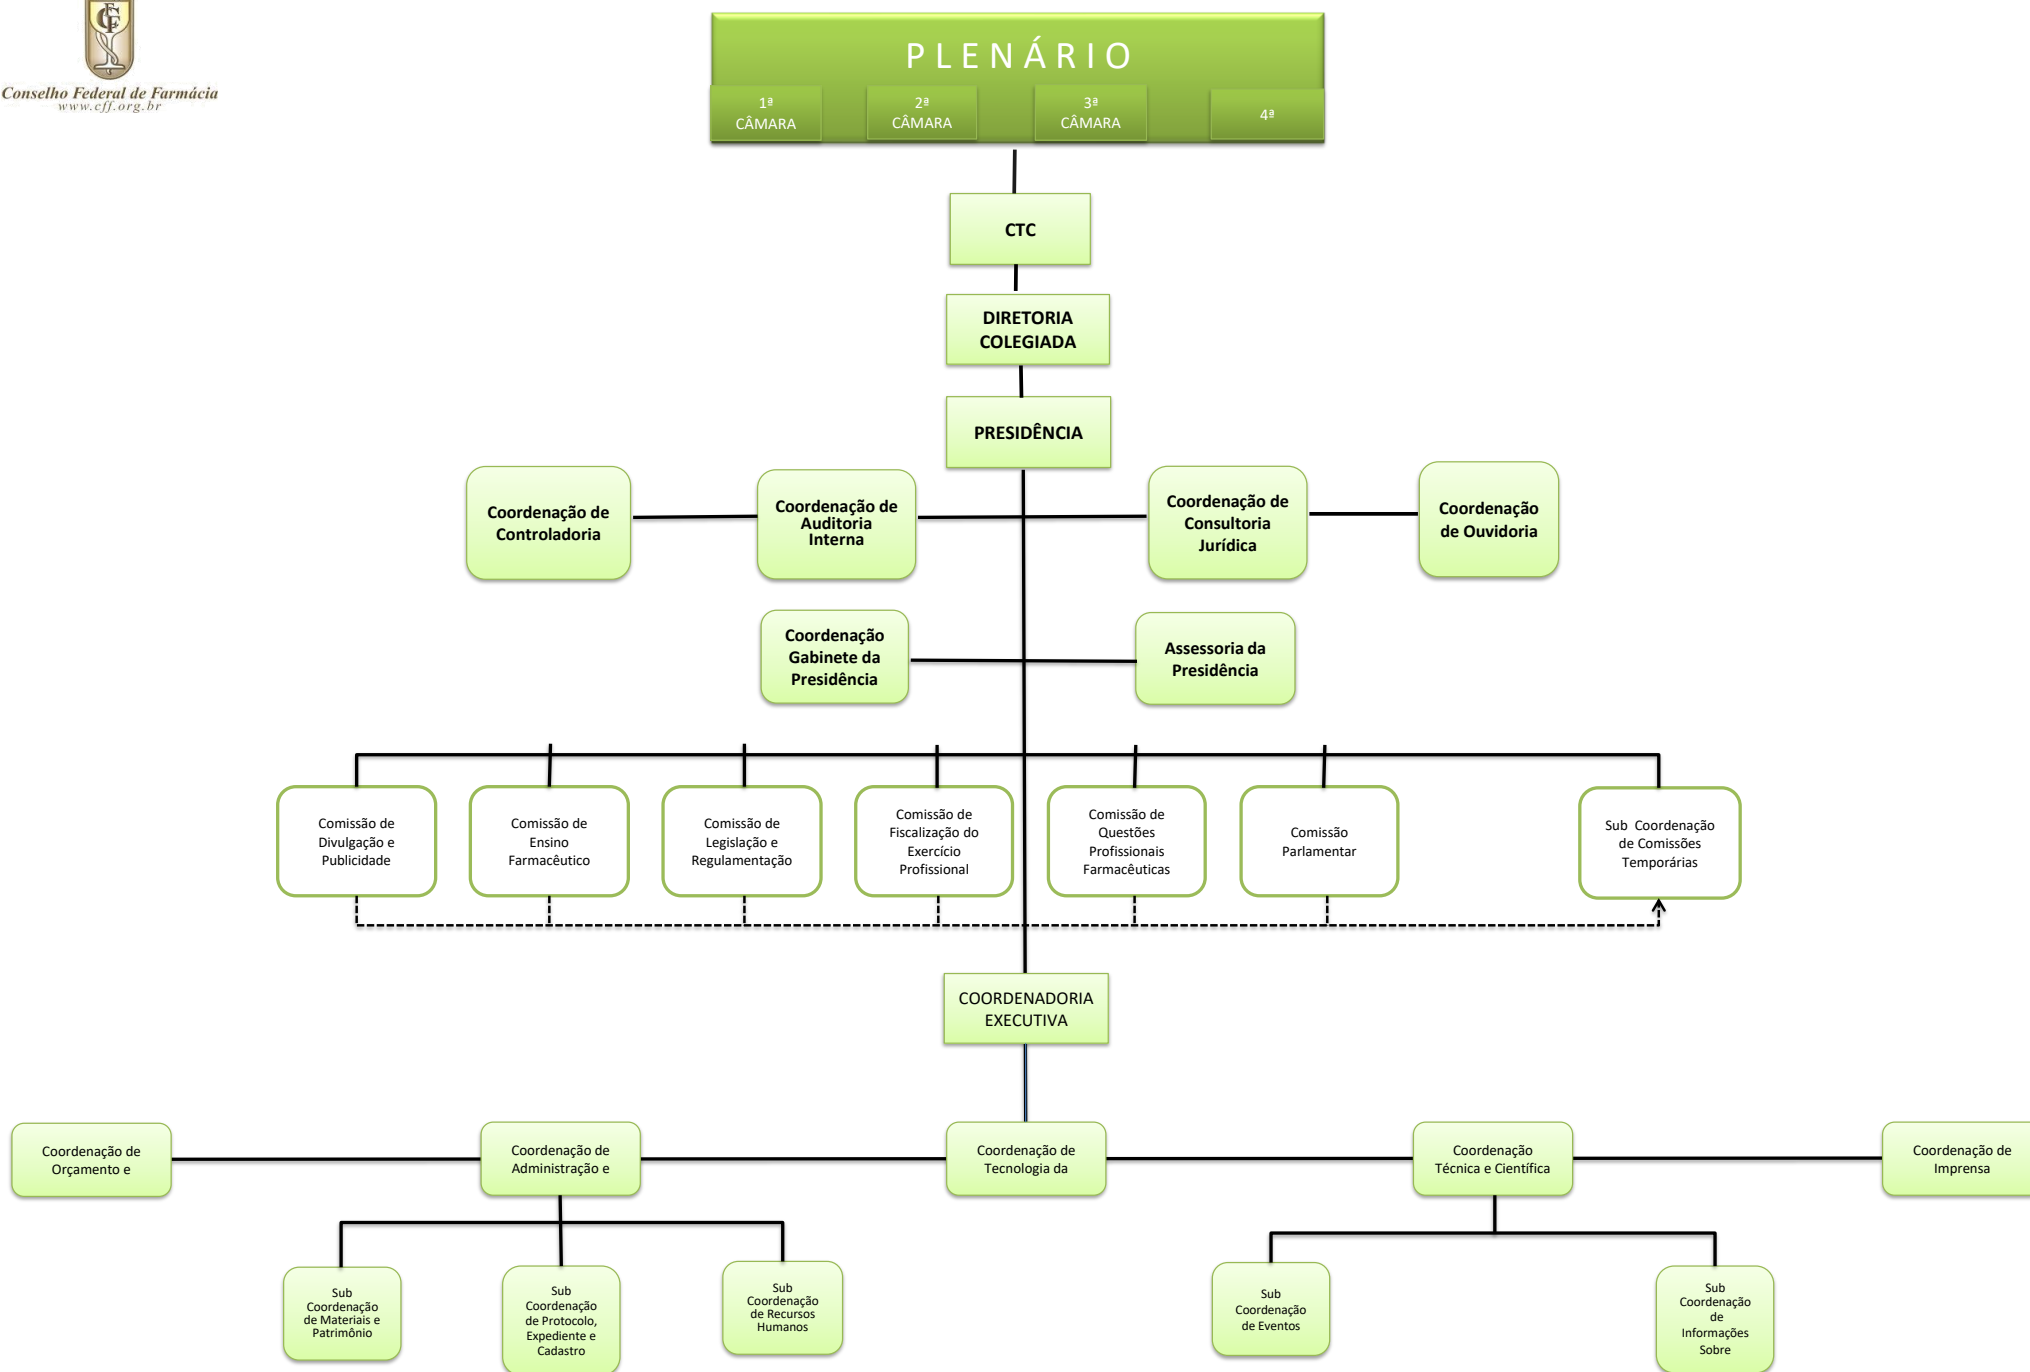 Conselho Federal de Farmácia
www.cff.org.br
PLENÁRIO
1ª
CÂMARA
2ª
CÂMARA
3ª
CÂMARA
4ª
CTC
DIRETORIA
COLEGIADA
PRESIDÊNCIA
Coordenação de
Controladoria
Coordenação de
Auditoria
Interna
Coordenação de
Consultoria
Jurídica
Coordenação
de Ouvidoria
Coordenação
Gabinete da
Presidência
Assessoria da
Presidência
Comissão de
Divulgação e
Publicidade
Comissão de
Ensino
Farmacêutico
Comissão de
Legislação e
Regulamentação
Comissão de
Fiscalização do
Exercício
Profissional
Comissão de
Questões
Profissionais
Farmacêuticas
Comissão
Parlamentar
Sub Coordenação
de Comissões
Temporárias
COORDENADORIA
EXECUTIVA
Coordenação de
Orçamento e
Coordenação de
Administração e
Coordenação de
Tecnologia da
Coordenação
Técnica e Científica
Coordenação de
Imprensa
Sub
Coordenação
de Materiais e
Patrimônio
Sub
Coordenação
de Protocolo,
Expediente e
Cadastro
Sub
Coordenação
de Recursos
Humanos
Sub
Coordenação
de Eventos
Sub
Coordenação
de
Informações
Sobre